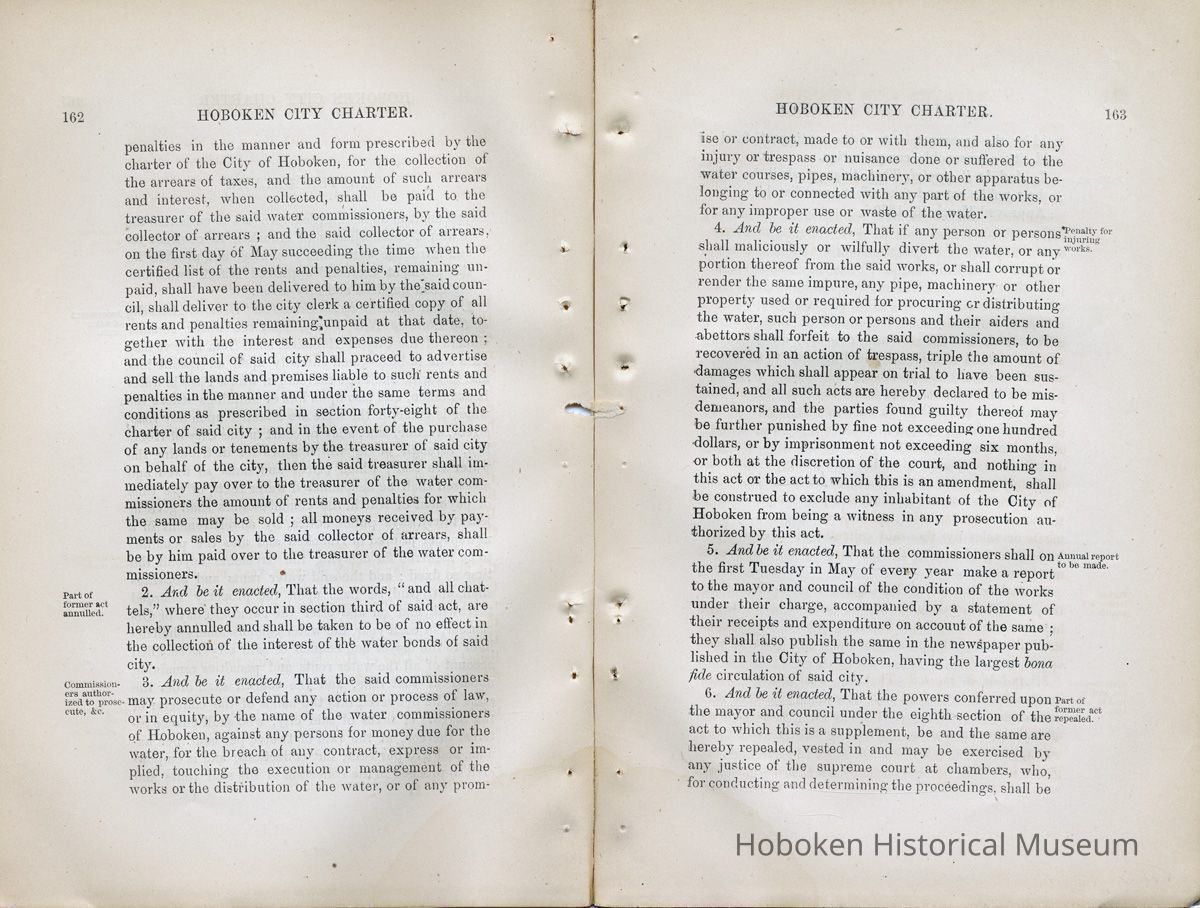 162
HOBOKEN CITY CHARTER.
penalties in the manner and form prescribed by the
charter of the City of Hoboken, for the collection of
the arrears of taxes, and the amount of such arrears
and interest, when collected, shall be paid to the
treasurer of the said water commissioners, by the said
collector of arrears ; and the said collector of arrears,
on the first day of May succeeding the time when the
certified list of the rents and penalties, remaining un-
paid, shall have been delivered to him by the said coun-
cil, shall deliver to the city clerk a certified copy of all
rents and penalties remaining unpaid at that date, to-
gether with the interest and expenses due thereon ;
and the council of said city shall praceed to advertise
and sell the lands and premises liable to such rents and
penalties in the manner and under the same terms and
conditions as prescribed in section forty-eight of the
charter of said city ; and in the event of the purchase
of any lands or tenements by the treasurer of said city
on behalf of the city, then the said treasurer shall im-
mediately pay over to the treasurer of the water com-
missioners the amount of rents and penalties for which
the same may be sold ; all moneys received by pay-
ments or sales by the said collector of arrears, shall
be by him paid over to the treasurer of the water com-
missioners.
Part of
former act
annulled.
2. And be it enacted, That the words, “ and all chat-
tels,” where they occur in section third of said act, are
hereby annulled and shall be taken to be of no effect in
the collection of the interest of the water bonds of said
city.
Commission-
ers author-
ized to prose-
cute, &c.
3. And be it enacted, That the said commissioners
may prosecute or defend any action or process of law,
or in equity, by the name of the water commissioners
of Hoboken, against any persons for money due for the
water, for the breach of any contract, express or im-
plied, touching the execution or management of the
works or the distribution of the water, or of any prom-
HOBOKEN CITY CHARTER.
163
ise or contract, made to or with them, and also for any
injury or trespass or nuisance done or suffered to the
water courses, pipes, machinery, or other apparatus be-
longing to or connected with any part of the works, or
for any improper use or waste of the water.
4. And be it enacted, That if any person or persons
shall maliciously or wilfully divert the water, or any
portion thereof from the said works, or shall corrupt or
render the same impure, any pipe, machinery or other
property used or required for procuring or distributing
the water, such person or persons and their aiders and
abettors shall forfeit to the said commissioners, to be
recovered in an action of trespass, triple the amount of
damages which shall appear on trial to have been sus-
tained, and all such acts are hereby declared to be mis-
demeanors, and the parties found guilty thereof may
be further punished by fine not exceeding one hundred
dollars, or by imprisonment not exceeding six months,
or both at the discretion of the court, and nothing in
this act or the act to which this is an amendment, shall
be construed to exclude any inhabitant of the City of
Hoboken from being a witness in any prosecution au-
thorized by this act.
Penalty for
injuring
works.
5. And be it enacted, That the commissioners shall on
the first Tuesday in May of every year make a report
to the mayor and council of the condition of the works
under their charge, accompanied by a statement of
their receipts and expenditure on account of the same ;
they shall also publish the same in the newspaper pub-
lished in the City of Hoboken, having the largest bona
fide circulation of said city.
Annual report
to be made.
6. And be it enacted, That the powers conferred upon
the mayor and council under the eighth section of the
act to which this is a supplement, be and the same are
hereby repealed, vested in and may be exercised by
any justice of the supreme court at chambers, who,
for conducting and determining the proceedings, shall be
Part of
former act
repealed.
Hoboken Historical Museum